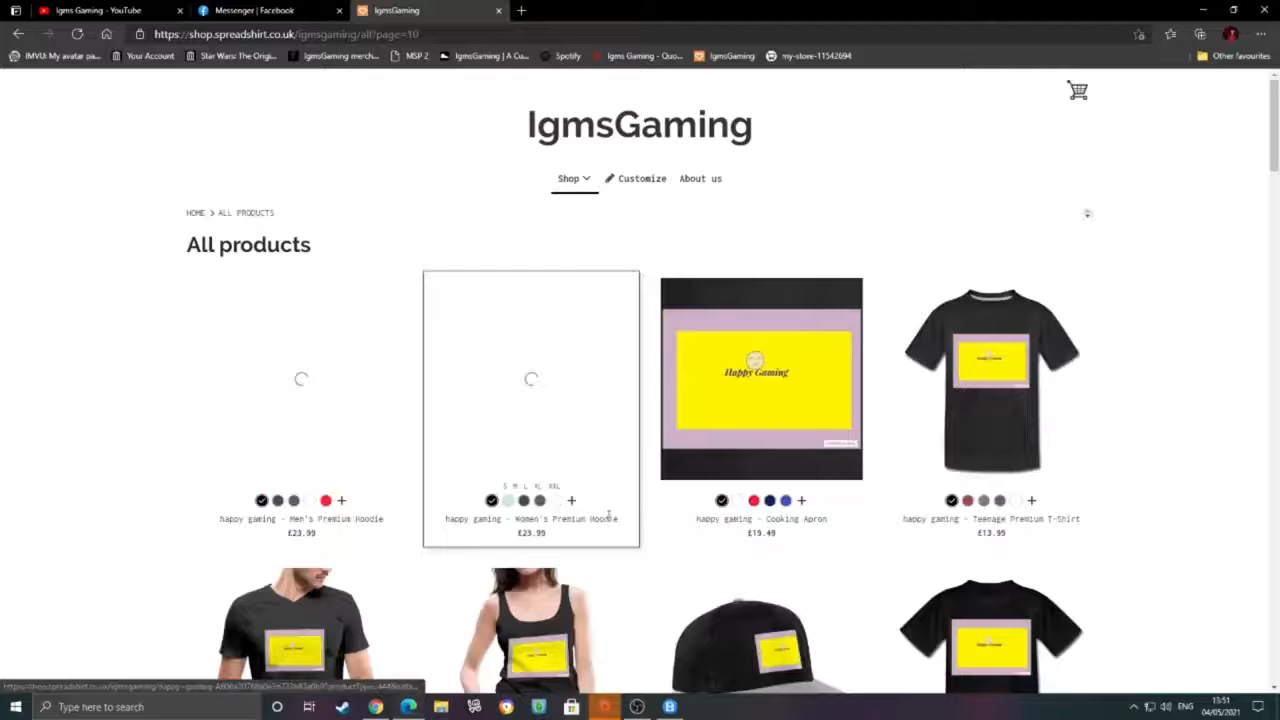 Igms Gaming - YouTube
Messenger | Facebook
IgmsGaming
https://shop.spreadshirt.co.uk/igmsgaming/all?page=10
IMVU: My avatar pa...
Your Account
Star Wars: The Origi...
IgmsGaming merch...
MSP 2
IgmsGaming | A Cu...
Spotify
Igms Gaming - Quo...
IgmsGaming
my-store-11542694
Other favourites
IgmsGaming
Shop
Customize
About us
HOME > ALL PRODUCTS
All products
Happy Gaming
S M L XL XXL
happy gaming - Men's Premium Hoodie
£23.99
happy gaming - Women's Premium Hoodie
£23.99
happy gaming - Cooking Apron
£19.49
happy gaming - Teenage Premium T-Shirt
£13.99
Type here to search
ENG
13:51
04/05/2021